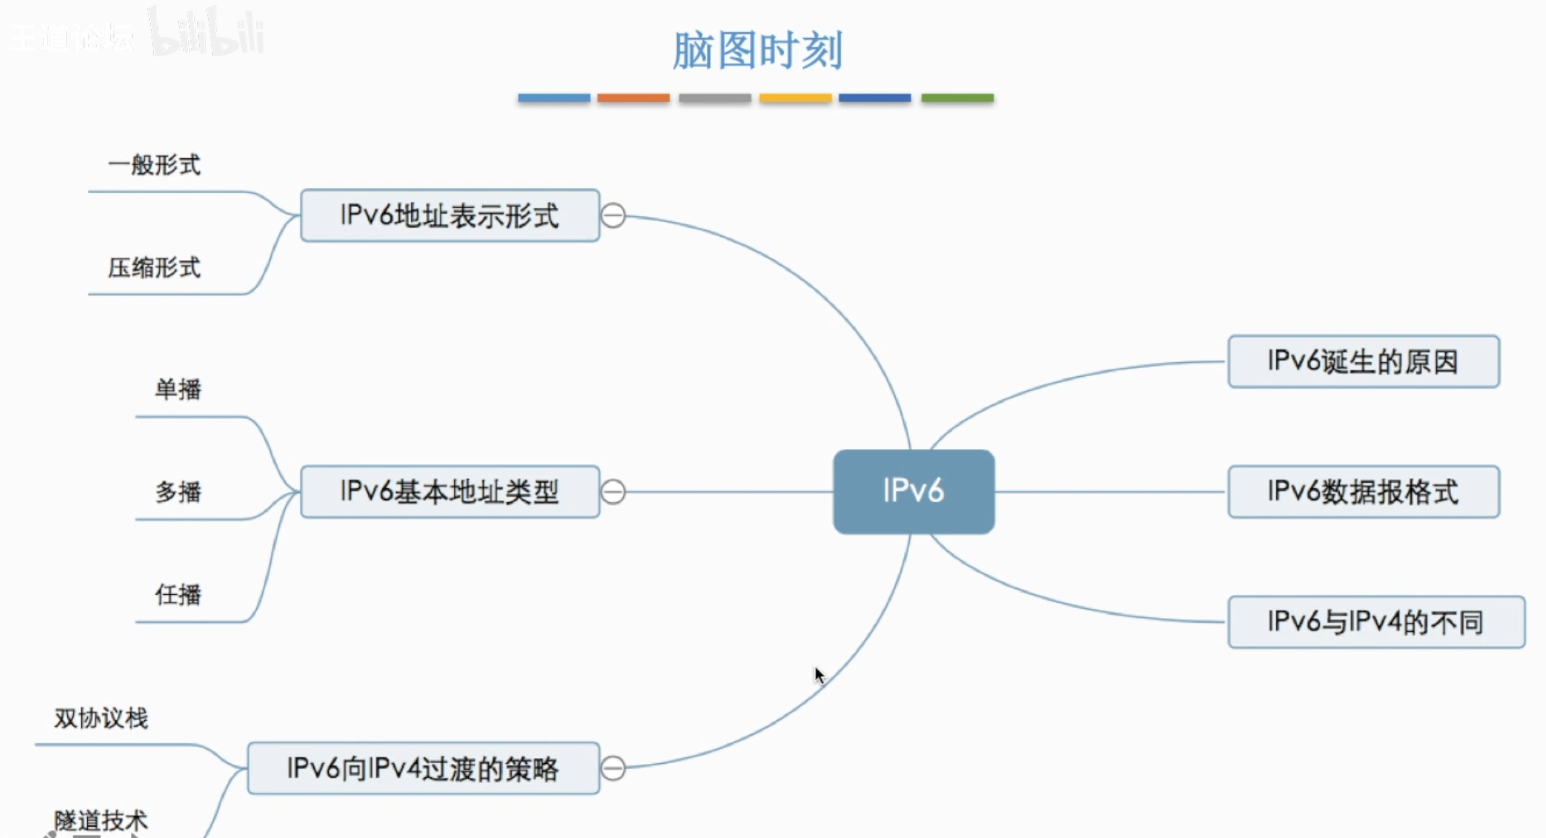 王道论坛 bilibili
脑图时刻
一般形式
IPv6地址表示形式
压缩形式
单播
多播
IPv6基本地址类型
任播
双协议栈
IPv6向IPv4过渡的策略
隧道技术
IPv6
IPv6诞生的原因
IPv6数据报格式
IPv6与IPv4的不同